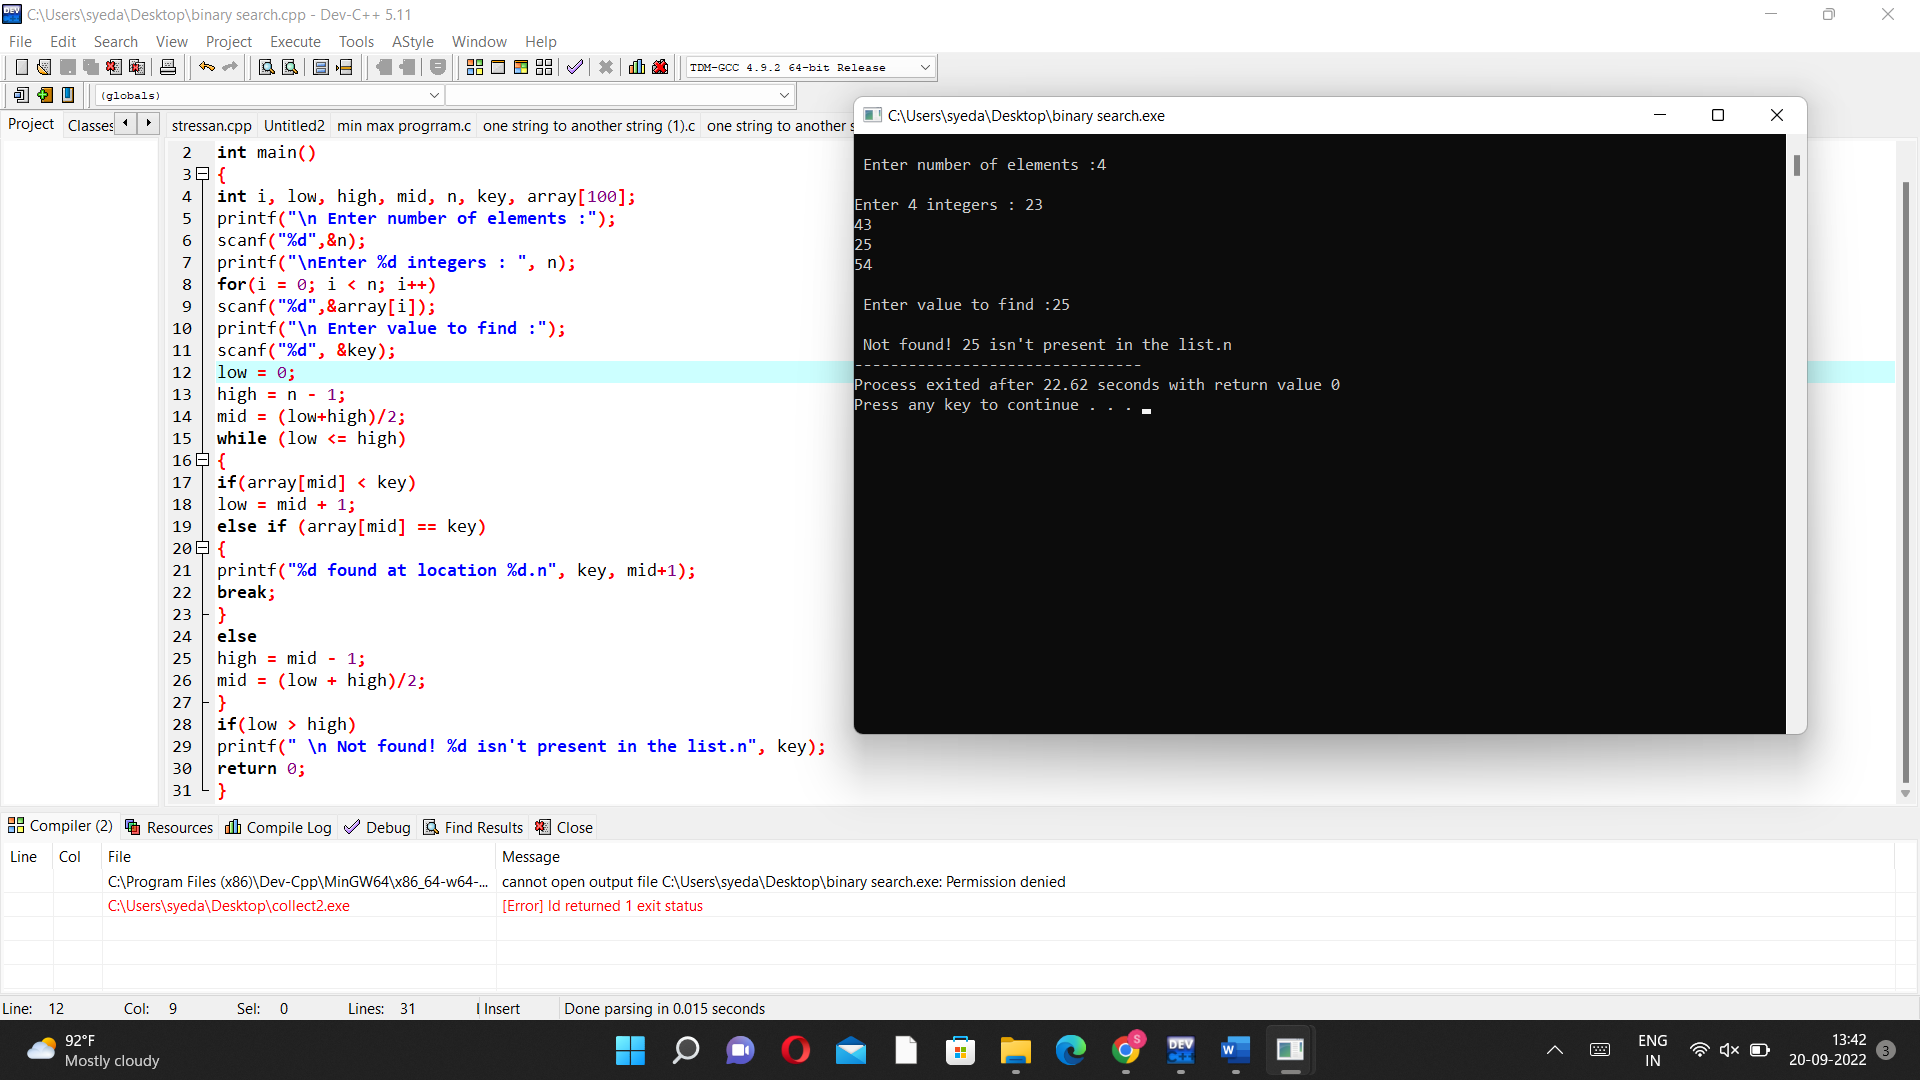 C:\Users\syeda\Desktop\binary search.cpp - Dev-C++ 5.11
File Edit Search View Project Execute Tools AStyle Window Help
TDM-GCC 4.9.2 64-bit Release
(globals)
Project Classes stressan.cpp Untitled2 min max progrram.c one string to another string (1).c one string to another s
2 int main()
3 {
4 int i, low, high, mid, n, key, array[100];
5 printf("\n Enter number of elements :");
6 scanf("%d",&n);
7 printf("\nEnter %d integers : ", n);
8 for(i = 0; i < n; i++)
9 scanf("%d",&array[i]);
10 printf("\n Enter value to find :");
11 scanf("%d", &key);
12 low = 0;
13 high = n - 1;
14 mid = (low+high)/2;
15 while (low <= high)
16 {
17 if(array[mid] < key)
18 low = mid + 1;
19 else if (array[mid] == key)
20 {
21 printf("%d found at location %d.n", key, mid+1);
22 break;
23 }
24 else
25 high = mid - 1;
26 mid = (low + high)/2;
27 }
28 if(low > high)
29 printf(" \n Not found! %d isn't present in the list.n", key);
30 return 0;
31 }
C:\Users\syeda\Desktop\binary search.exe
Enter number of elements :4
Enter 4 integers : 23
43
25
54
Enter value to find :25
Not found! 25 isn't present in the list.n
--------------------------------
Process exited after 22.62 seconds with return value 0
Press any key to continue . . .
Compiler (2) Resources Compile Log Debug Find Results Close
Line Col File Message
C:\Program Files (x86)\Dev-Cpp\MinGW64\x86_64-w64-... cannot open output file C:\Users\syeda\Desktop\binary search.exe: Permission denied
C:\Users\syeda\Desktop\collect2.exe [Error] ld returned 1 exit status
Line: 12 Col: 9 Sel: 0 Lines: 31 Insert Done parsing in 0.015 seconds
92°F
Mostly cloudy
S
DEV
C++
W
ENG
IN
13:42
20-09-2022
3